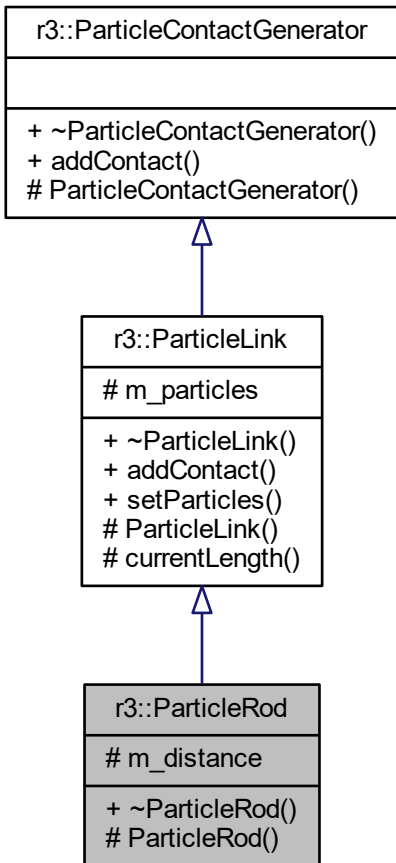 r3::ParticleContactGenerator
+ ~ParticleContactGenerator()
+ addContact()
# ParticleContactGenerator()
r3::ParticleLink
# m_particles
+ ~ParticleLink()
+ addContact()
+ setParticles()
# ParticleLink()
# currentLength()
r3::ParticleRod
# m_distance
+ ~ParticleRod()
# ParticleRod()